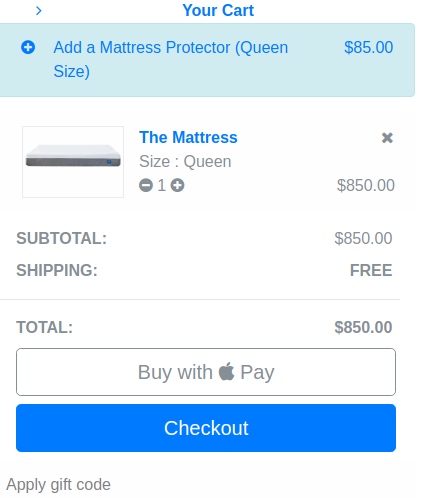 Your Cart
Add a Mattress Protector (Queen Size) $85.00
The Mattress
Size : Queen
1 $850.00
SUBTOTAL: $850.00
SHIPPING: FREE
TOTAL: $850.00
Buy with Pay
Checkout
Apply gift code